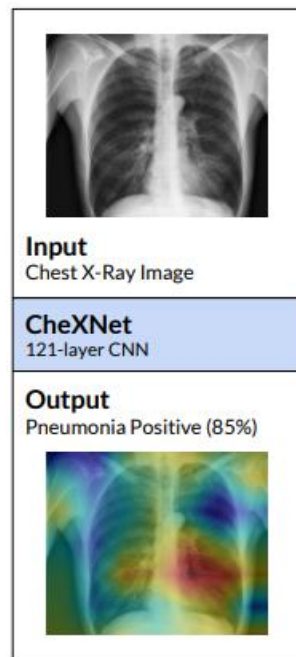 Input
Chest X-Ray Image
CheXNet
121-layer CNN
Output
Pneumonia Positive (85%)